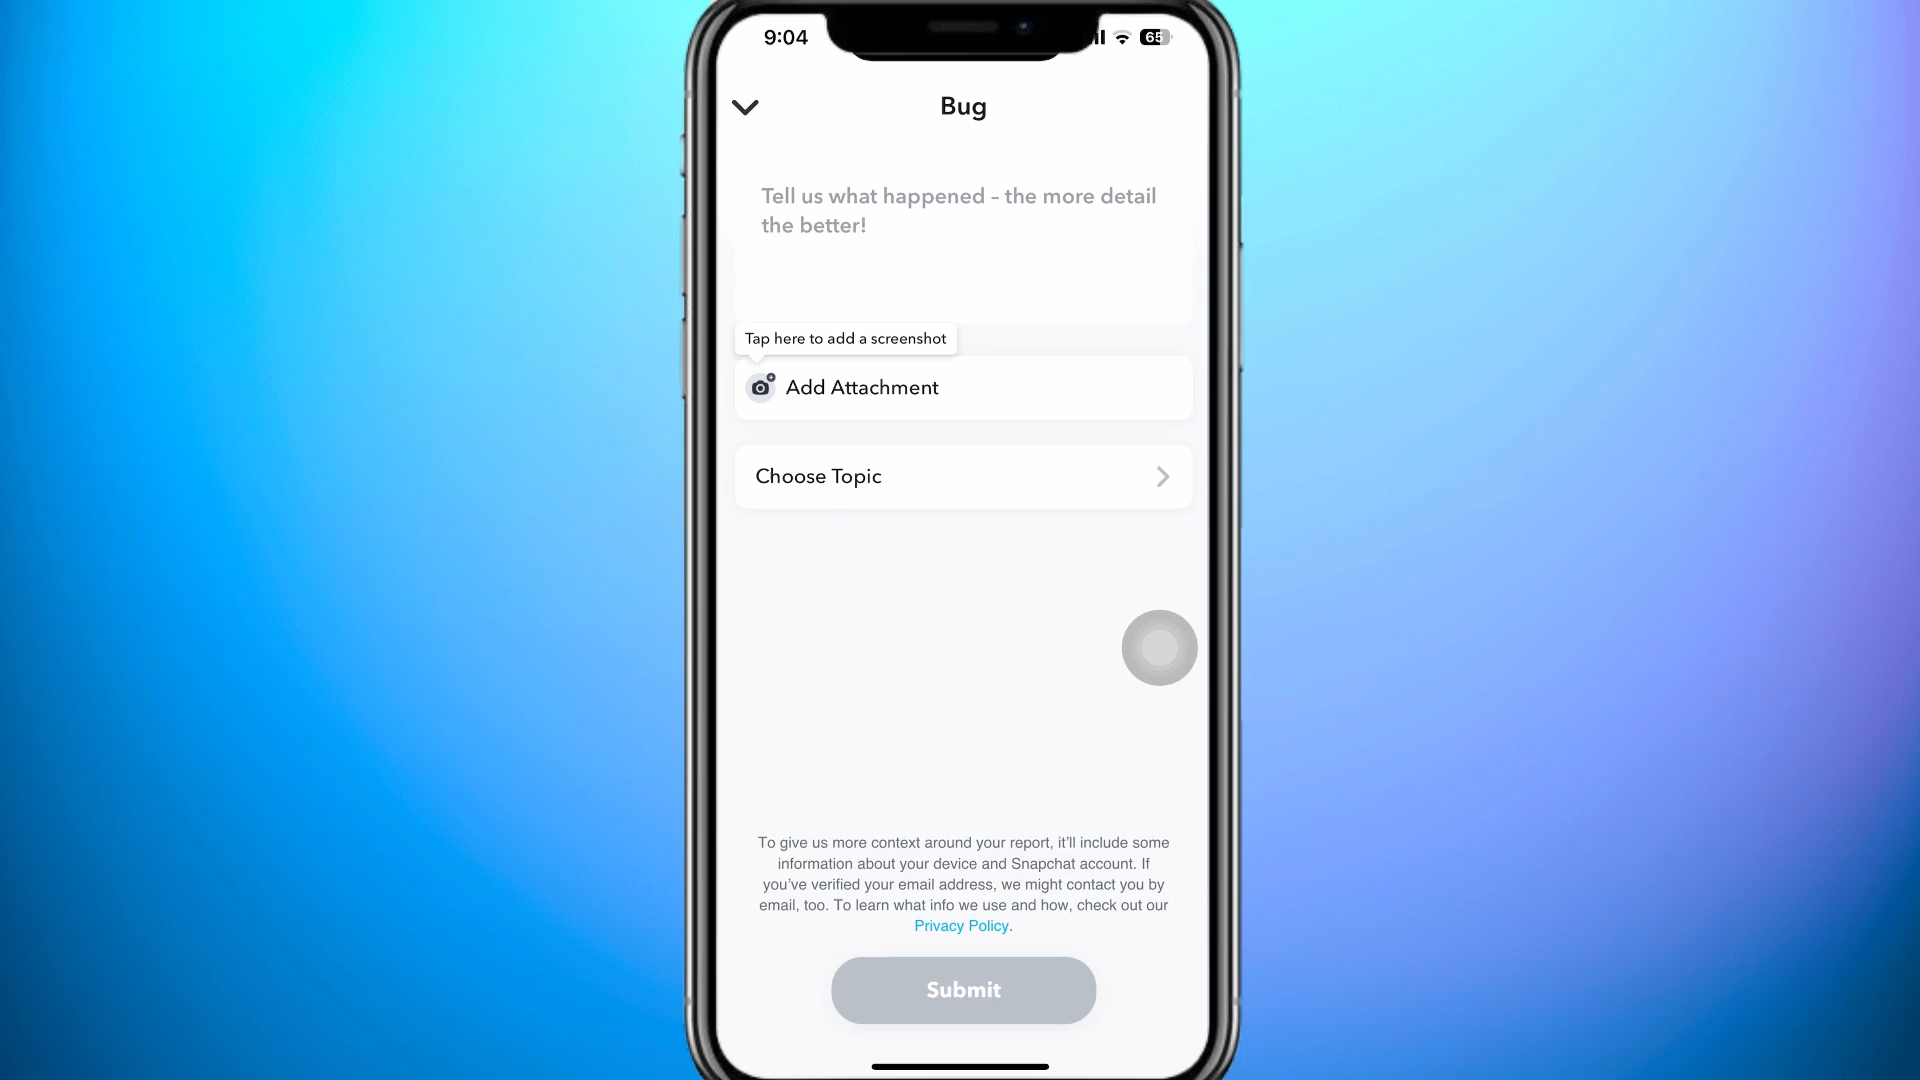 9:04
65
Bug
Tell us what happened – the more detail
the better!
Tap here to add a screenshot
Add Attachment
Choose Topic
To give us more context around your report, it’ll include some
information about your device and Snapchat account. If
you’ve verified your email address, we might contact you by
email, too. To learn what info we use and how, check out our
Privacy Policy.
Submit